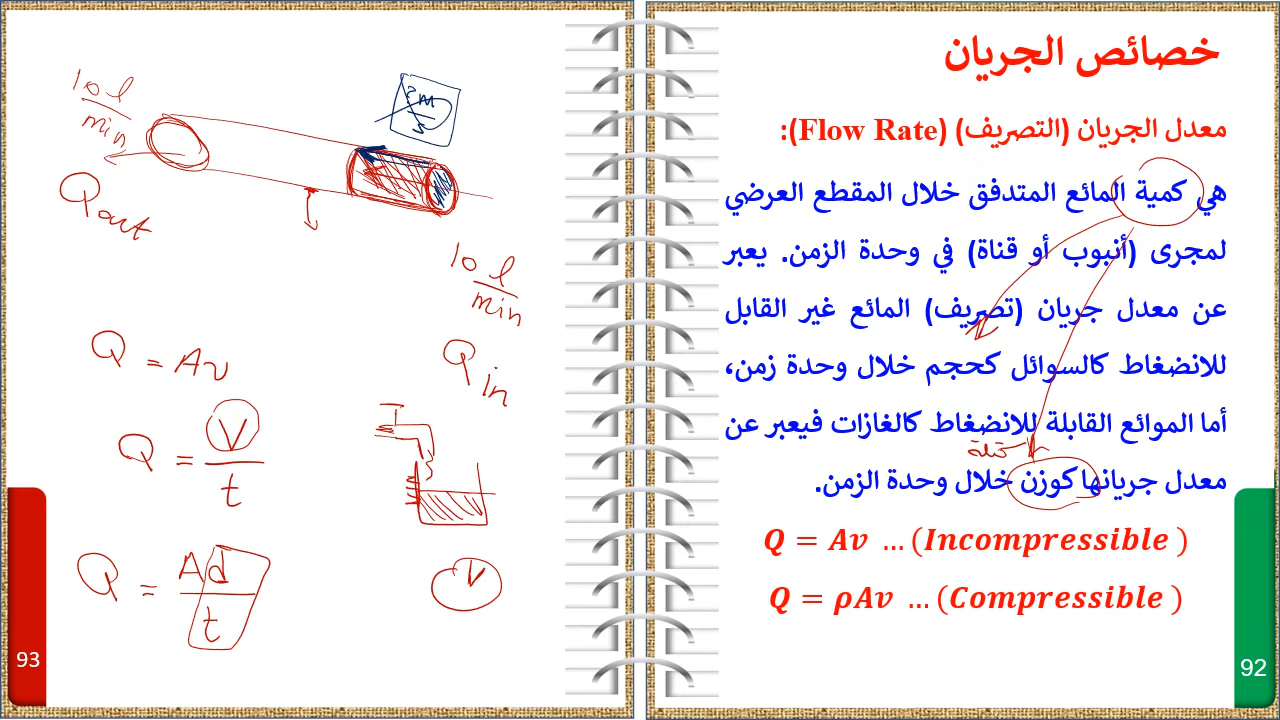 خصائص الجريان
معدل الجريان (التصريف) (Flow Rate):
هي كمية المائع المتدفق خلال المقطع العرضي
لمجرى (أنبوب أو قناة) في وحدة الزمن. يعبر
عن معدل جريان (تصريف) المائع غير القابل
للانضغاط كالسوائل كحجم خلال وحدة زمن،
أما الموائع القابلة للانضغاط كالغازات فيعبر عن
كتلة
معدل جريانها كوزن خلال وحدة الزمن.
Q = Av ... (Incompressible )
Q = ρAv ... (Compressible )
92
10 l
min
Q out
10 l
min
Q in
Q = Av
Q = V
t
V
Q = Ad
t
93